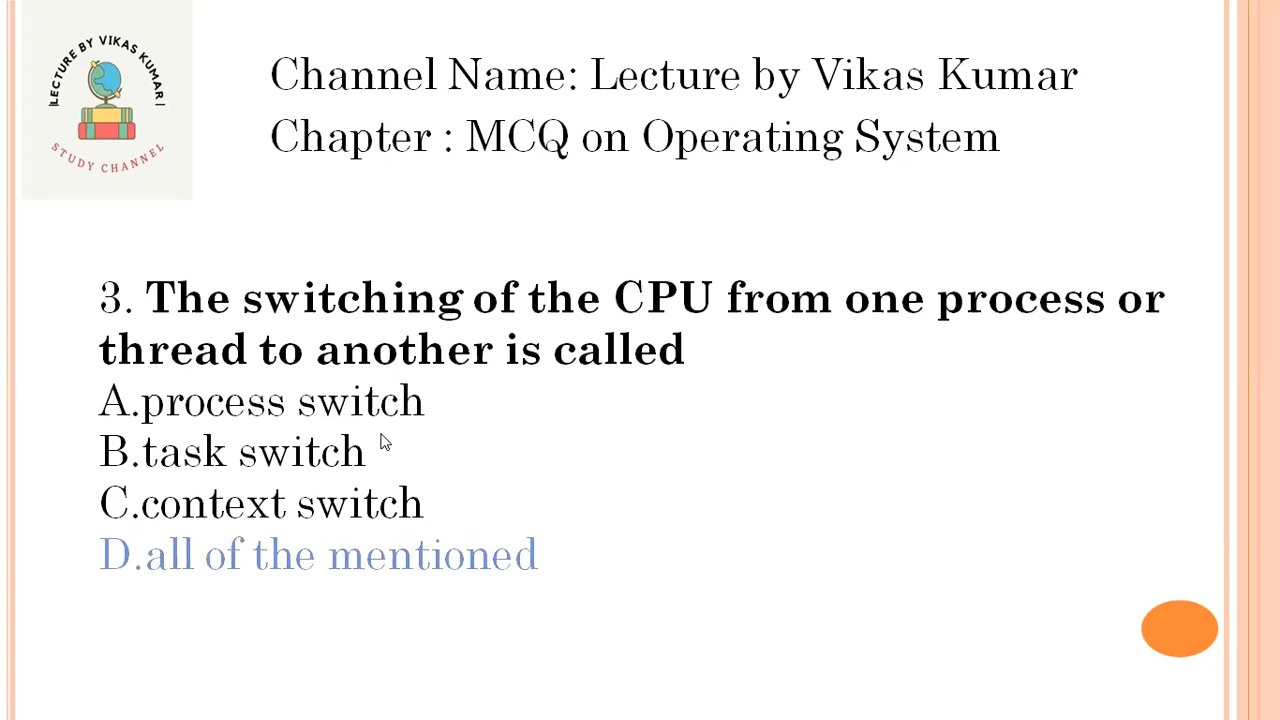 LECTURE BY VIKAS KUMAR
STUDY CHANNEL
Channel Name: Lecture by Vikas Kumar
Chapter : MCQ on Operating System
3. The switching of the CPU from one process or
thread to another is called
A.process switch
B.task switch
C.context switch
D.all of the mentioned